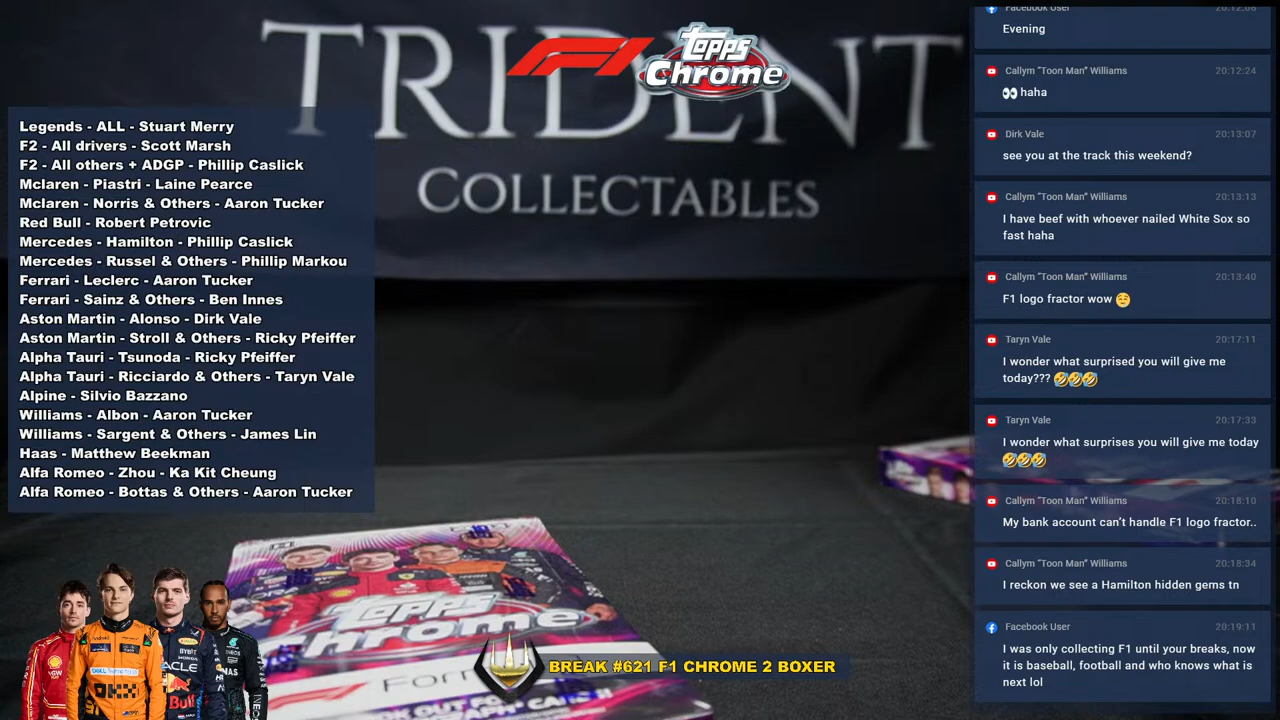 TRIDENT
COLLECTABLES
F1
Topps
Chrome
Legends - ALL - Stuart Merry
F2 - All drivers - Scott Marsh
F2 - All others + ADGP - Phillip Caslick
Mclaren - Piastri - Laine Pearce
Mclaren - Norris & Others - Aaron Tucker
Red Bull - Robert Petrovic
Mercedes - Hamilton - Phillip Caslick
Mercedes - Russel & Others - Phillip Markou
Ferrari - Leclerc - Aaron Tucker
Ferrari - Sainz & Others - Ben Innes
Aston Martin - Alonso - Dirk Vale
Aston Martin - Stroll & Others - Ricky Pfeiffer
Alpha Tauri - Tsunoda - Ricky Pfeiffer
Alpha Tauri - Ricciardo & Others - Taryn Vale
Alpine - Silvio Bazzano
Williams - Albon - Aaron Tucker
Williams - Sargent & Others - James Lin
Haas - Matthew Beekman
Alfa Romeo - Zhou - Ka Kit Cheung
Alfa Romeo - Bottas & Others - Aaron Tucker
Topps
Chrome
F1 Form
BREAK #621 F1 CHROME 2 BOXER
Facebook User 20:12:08
Evening
Callym "Toon Man" Williams 20:12:24
👀 haha
Dirk Vale 20:13:07
see you at the track this weekend?
Callym "Toon Man" Williams 20:13:13
I have beef with whoever nailed White Sox so
fast haha
Callym "Toon Man" Williams 20:13:40
F1 logo fractor wow ☺️
Taryn Vale 20:17:11
I wonder what surprised you will give me
today??? 🤣🤣🤣
Taryn Vale 20:17:33
I wonder what surprises you will give me today
🤣🤣🤣
Callym "Toon Man" Williams 20:18:10
My bank account can't handle F1 logo fractor..
Callym "Toon Man" Williams 20:18:34
I reckon we see a Hamilton hidden gems tn
Facebook User 20:19:11
I was only collecting F1 until your breaks, now
it is baseball, football and who knows what is
next lol